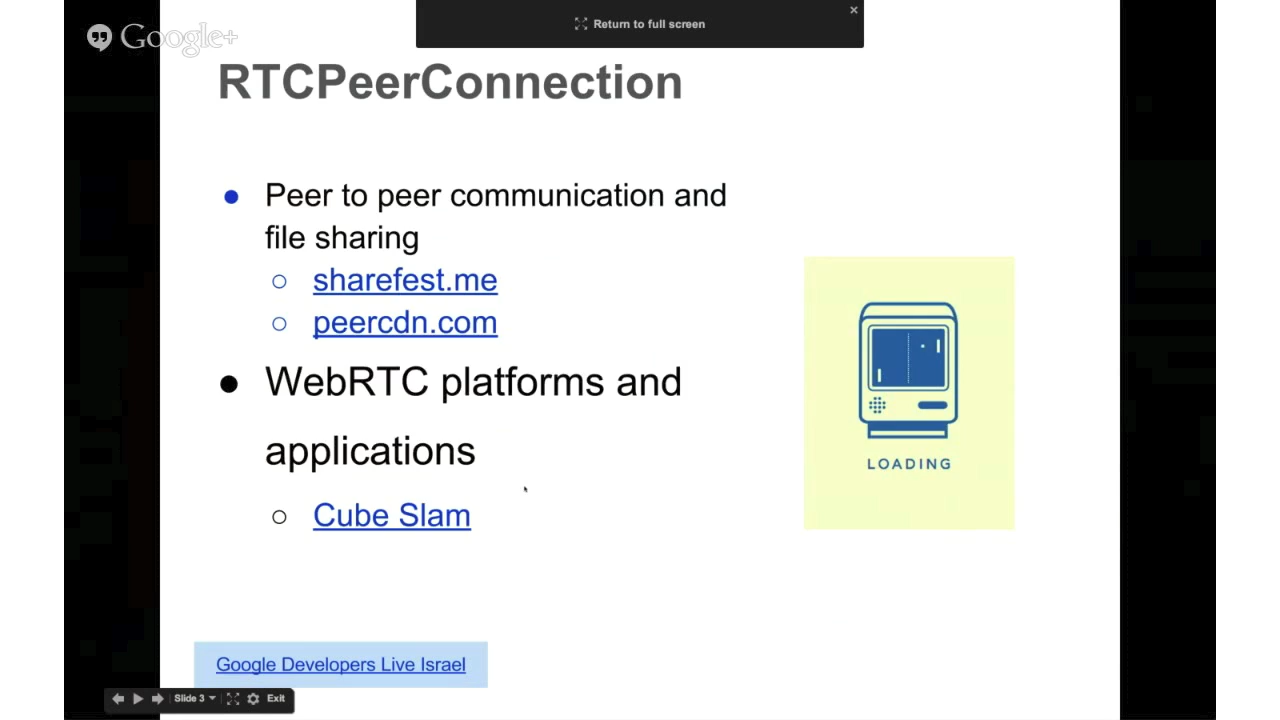 Google+
Return to full screen
RTCPeerConnection
Peer to peer communication and
file sharing
sharefest.me
peercdn.com
WebRTC platforms and
applications
Cube Slam
LOADING
Google Developers Live Israel
Slide 3
Exit